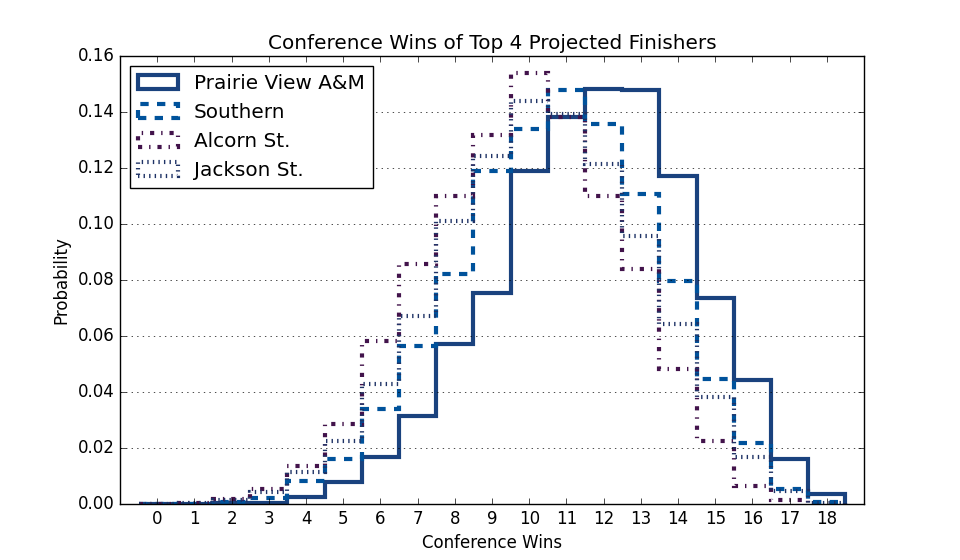 Conference Wins of Top 4 Projected Finishers
0.16
0.14
0.12
0.10
0.08
0.06
0.04
0.02
0.00
Probability
Prairie View A&M
Southern
Alcorn St.
Jackson St.
0 1 2 3 4 5 6 7 8 9 10 11 12 13 14 15 16 17 18
Conference Wins